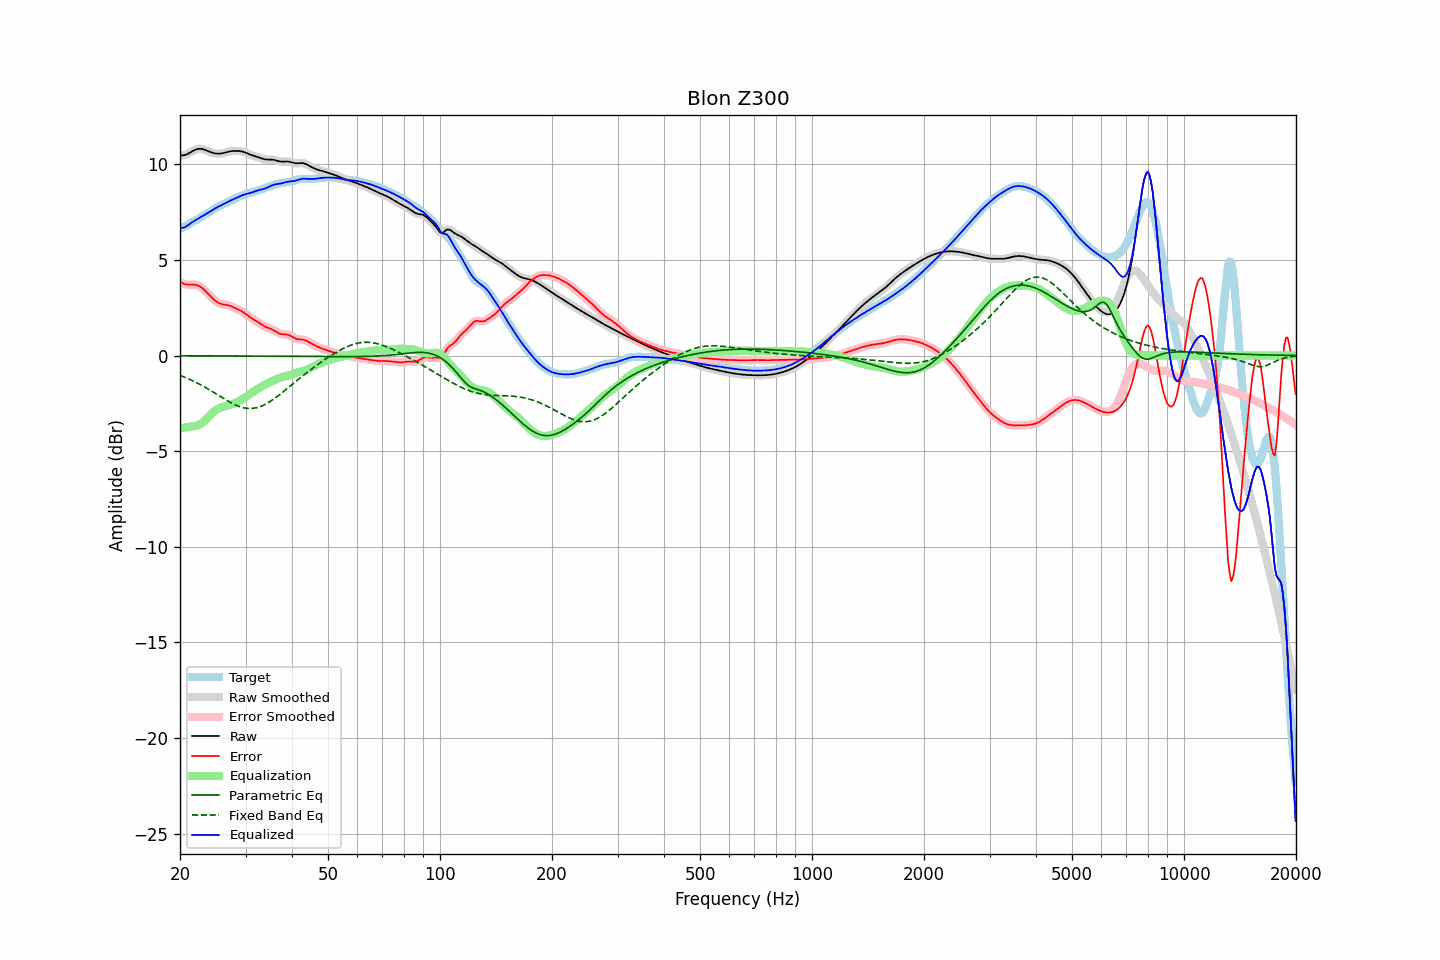 Blon Z300
10
5
0
−5
−10
−15
−20
−25
Amplitude (dBr)
Target
Raw Smoothed
Error Smoothed
Raw
Error
Equalization
Parametric Eq
Fixed Band Eq
Equalized
20 50 100 200 500 1000 2000 5000 10000 20000
Frequency (Hz)